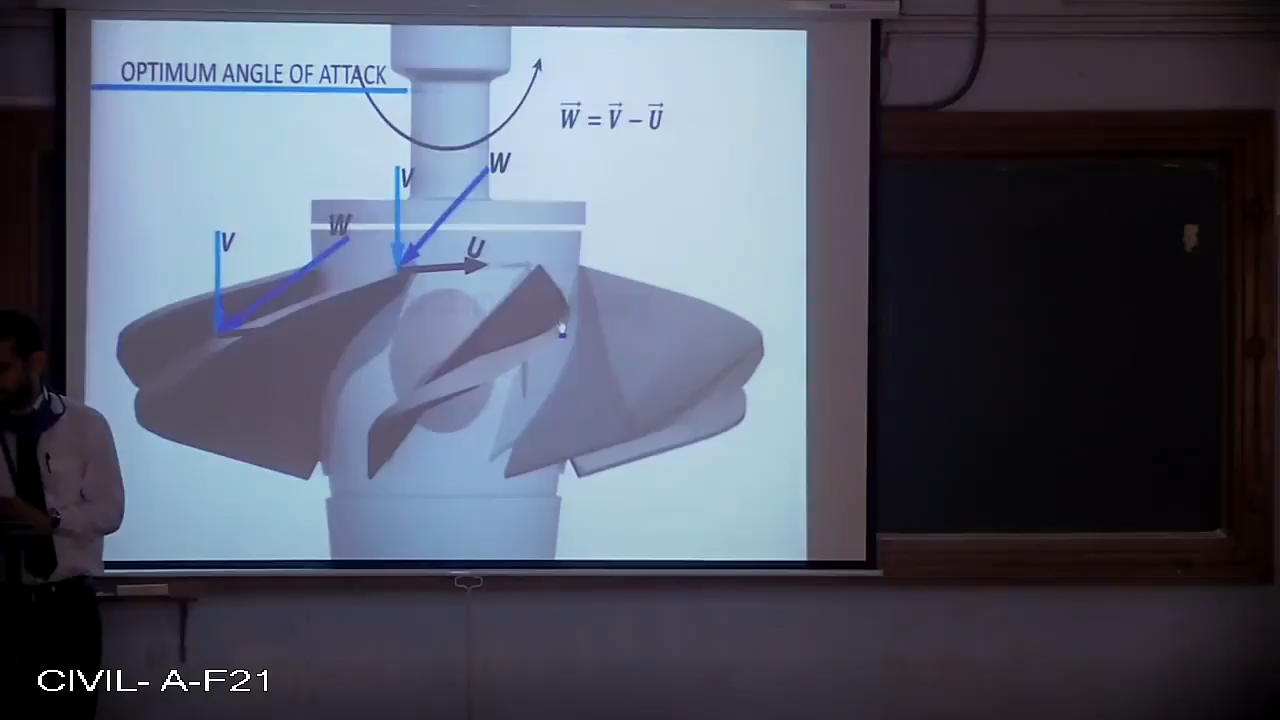 OPTIMUM ANGLE OF ATTACK
W = V − U
V
W
V
W
U
CIVIL- A-F21